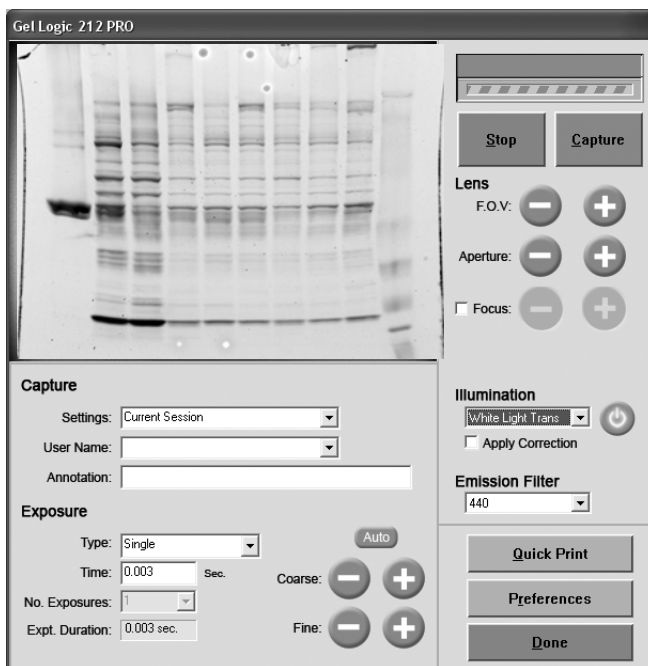 Gel Logic 212 PRO
Stop
Capture
Lens
F.O.V:
Aperture:
Focus:
Capture
Settings: Current Session
User Name:
Annotation:
Illumination
White Light Trans
Apply Correction
Emission Filter
440
Exposure
Type: Single
Auto
Time: 0.003 Sec.
Coarse:
No. Exposures: 1
Expt. Duration: 0.003 sec.
Fine:
Quick Print
Preferences
Done